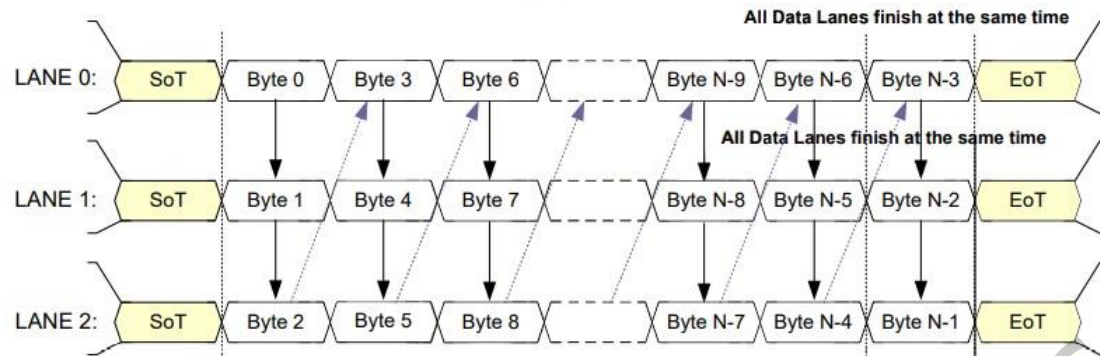 All Data Lanes finish at the same time
LANE 0: SoT Byte 0 Byte 3 Byte 6 Byte N-9 Byte N-6 Byte N-3 EoT
All Data Lanes finish at the same time
LANE 1: SoT Byte 1 Byte 4 Byte 7 Byte N-8 Byte N-5 Byte N-2 EoT
LANE 2: SoT Byte 2 Byte 5 Byte 8 Byte N-7 Byte N-4 Byte N-1 EoT